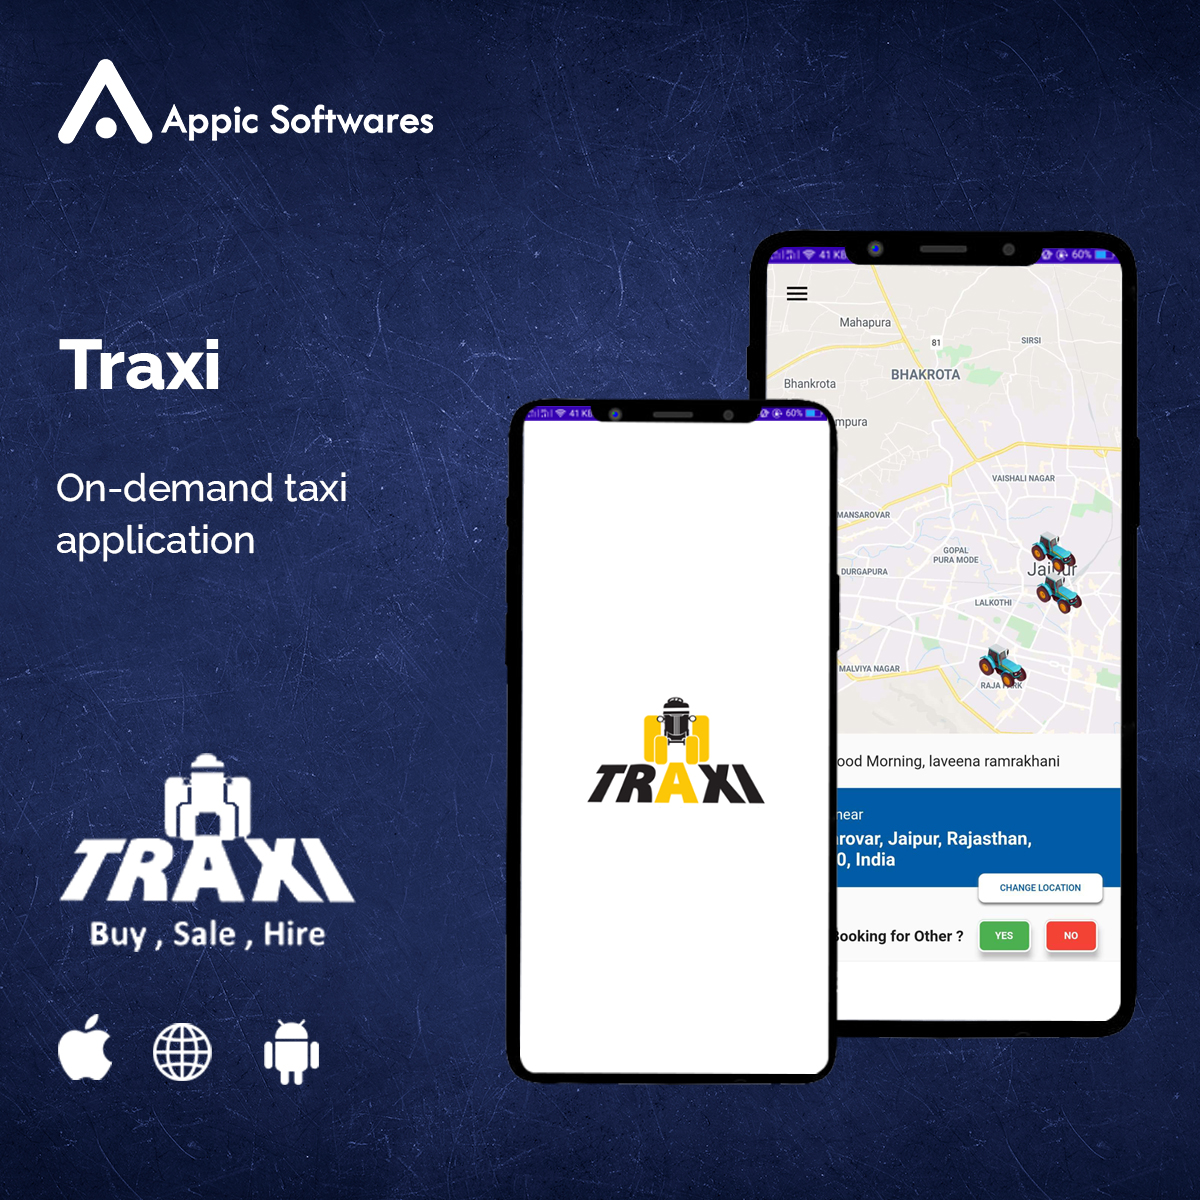 Appic Softwares
Traxi
On-demand taxi
application
TRAXI
Buy , Sale , Hire
41 KB
60%
TRAXI
41 KB
60%
Mahapura
81
SIRSI
BHAKROTA
Bhankrota
mpura
VAISHALI NAGAR
MANSAROVAR
GOPAL
PURA MODE
DURGAPURA
Jaipur
LALKOTHI
MALVIYA NAGAR
RAJA PARK
ood Morning, laveena ramrakhani
near
arovar, Jaipur, Rajasthan,
0, India
CHANGE LOCATION
Booking for Other ?
YES
NO